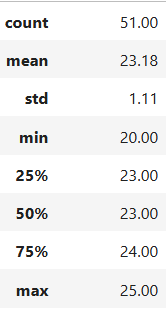 count 51.00
mean 23.18
std 1.11
min 20.00
25% 23.00
50% 23.00
75% 24.00
max 25.00